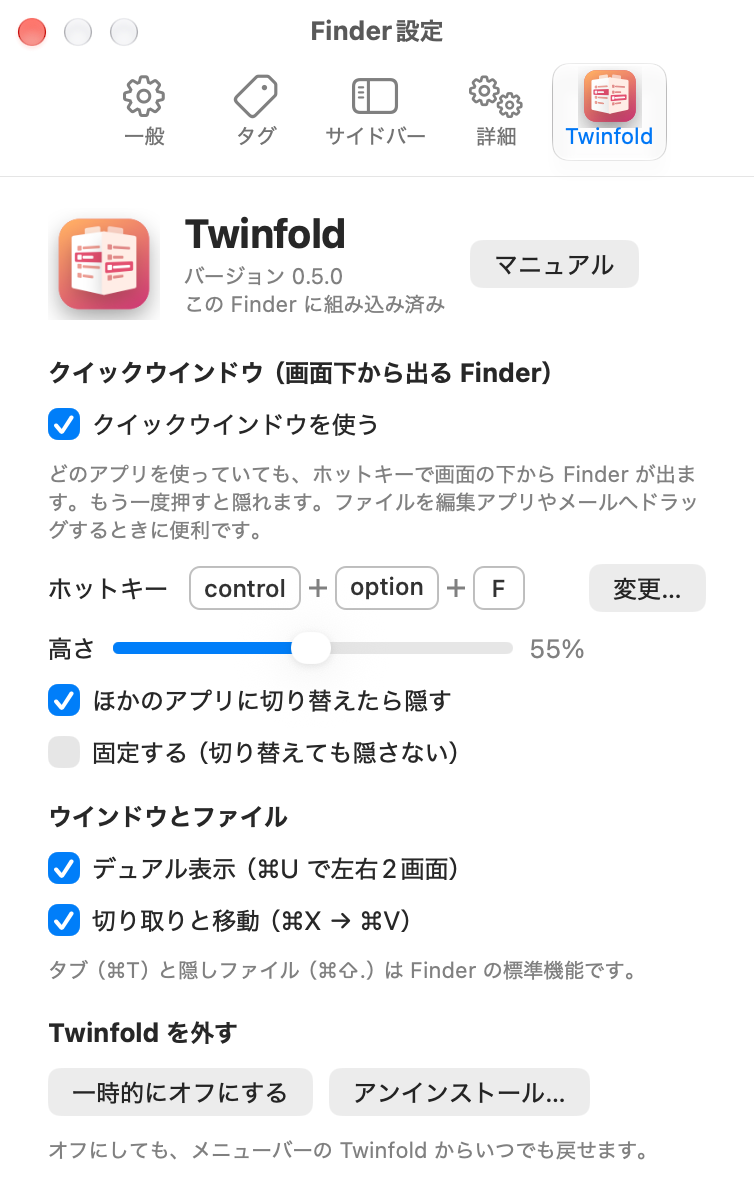 Finder設定
一般
タグ
サイドバー
詳細
Twinfold
Twinfold
バージョン 0.5.0
この Finder に組み込み済み
マニュアル
クイックウインドウ（画面下から出る Finder）
クイックウインドウを使う
どのアプリを使っていても、ホットキーで画面の下から Finder が出ま
す。もう一度押すと隠れます。ファイルを編集アプリやメールへドラッ
グするときに便利です。
ホットキー control + option + F 変更...
高さ 55%
ほかのアプリに切り替えたら隠す
固定する（切り替えても隠さない）
ウインドウとファイル
デュアル表示（⌘U で左右2画面）
切り取りと移動（⌘X → ⌘V）
タブ（⌘T）と隠しファイル（⌘⇧.）は Finder の標準機能です。
Twinfold を外す
一時的にオフにする アンインストール...
オフにしても、メニューバーの Twinfold からいつでも戻せます。